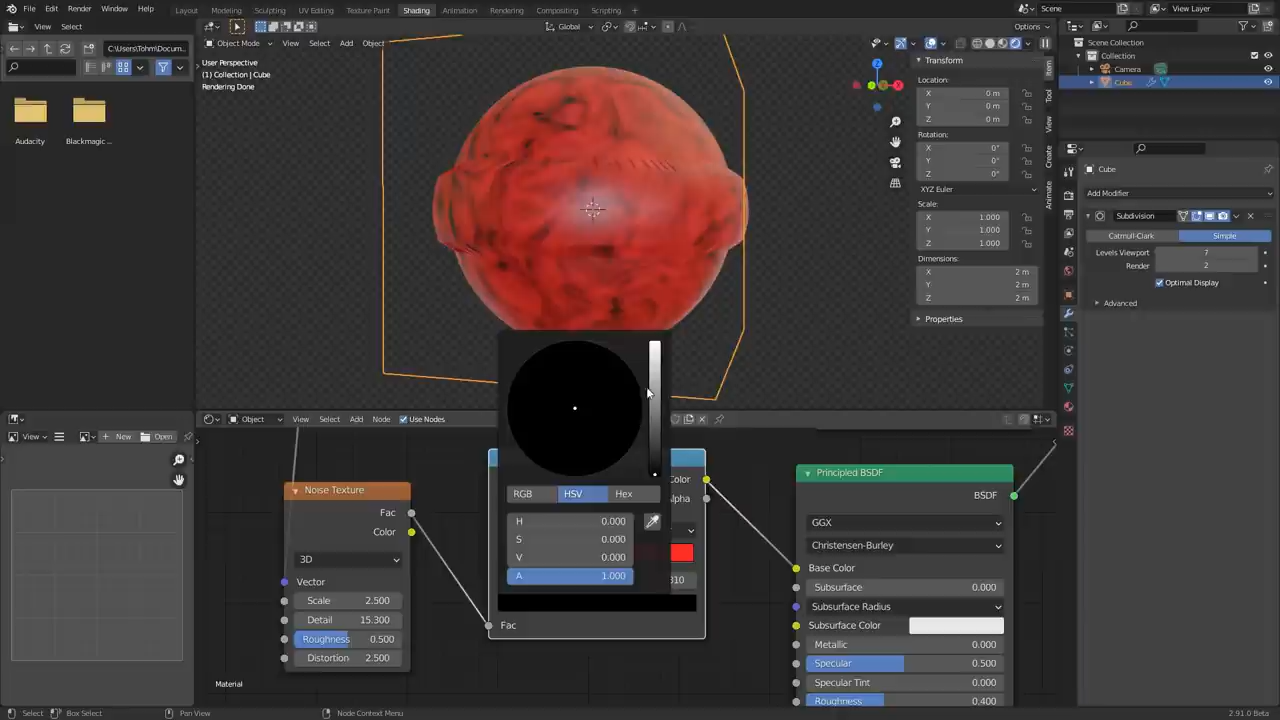 File Edit Render Window Help Layout Modeling Sculpting UV Editing Texture Paint Shading Animation Rendering Compositing Scripting + Scene View Layer
View Select Global Options
C:\Users\Tohm\Docum...
Object Mode View Select Add Object
User Perspective
(1) Collection | Cube
Rendering Done
Audacity Blackmagic ...
Transform
Location:
X 0 m
Y 0 m
Z 0 m
Rotation:
X 0°
Y 0°
Z 0°
XYZ Euler
Scale:
X 1.000
Y 1.000
Z 1.000
Dimensions:
X 2 m
Y 2 m
Z 2 m
Properties
Item
Tool
View
Create
Animate
Z
Scene Collection
Collection
Camera
Cube
Cube
Add Modifier
Subdivision
Catmull-Clark Simple
Levels Viewport 7
Render 2
Optimal Display
Advanced
View New Open
Object View Select Add Node Use Nodes
Noise Texture
Fac
Color
3D
Vector
Scale 2.500
Detail 15.300
Roughness 0.500
Distortion 2.500
RGB HSV Hex
H 0.000
S 0.000
V 0.000
A 1.000
Color
Alpha
Fac
Principled BSDF
BSDF
GGX
Christensen-Burley
Base Color
Subsurface 0.000
Subsurface Radius
Subsurface Color
Metallic 0.000
Specular 0.500
Specular Tint 0.000
Roughness 0.400
Material
Select Box Select Pan View Node Context Menu 2.91.0 Beta